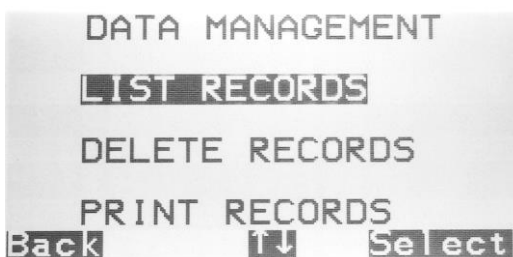 DATA MANAGEMENT
LIST RECORDS
DELETE RECORDS
PRINT RECORDS
Back ↑↓ Select